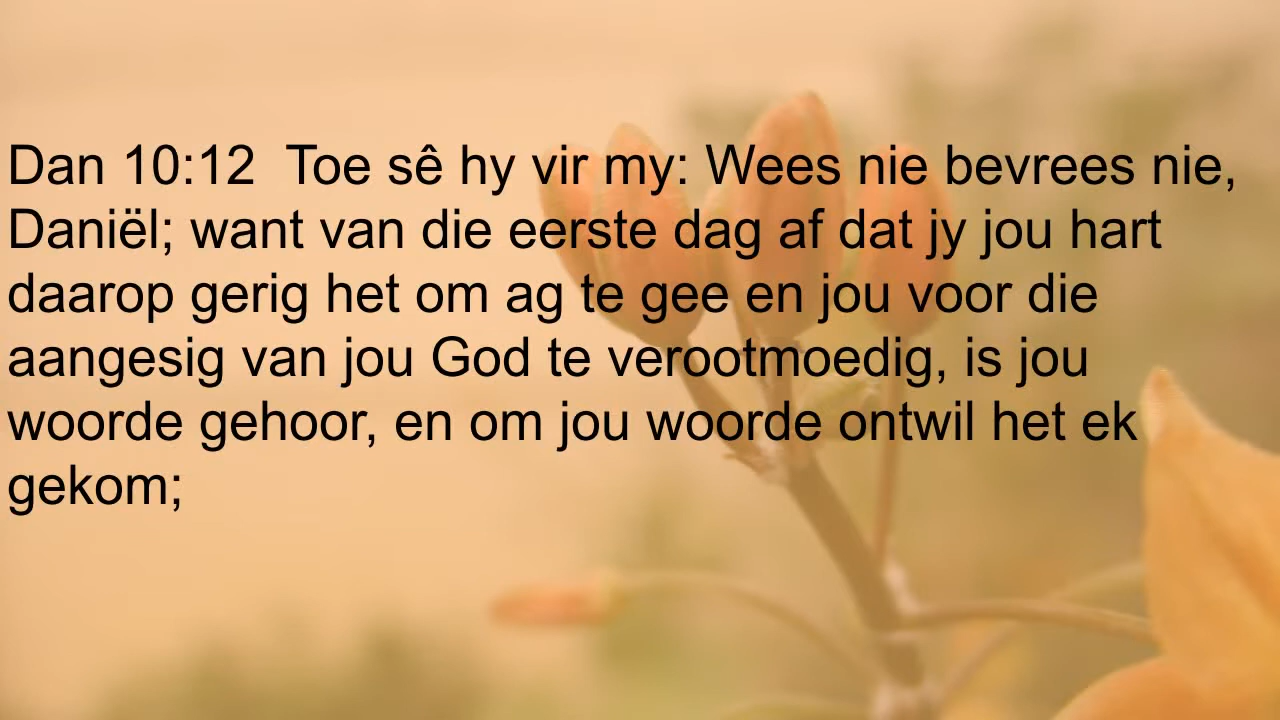 Dan 10:12  Toe sê hy vir my: Wees nie bevrees nie,
Daniël; want van die eerste dag af dat jy jou hart
daarop gerig het om ag te gee en jou voor die
aangesig van jou God te verootmoedig, is jou
woorde gehoor, en om jou woorde ontwil het ek
gekom;